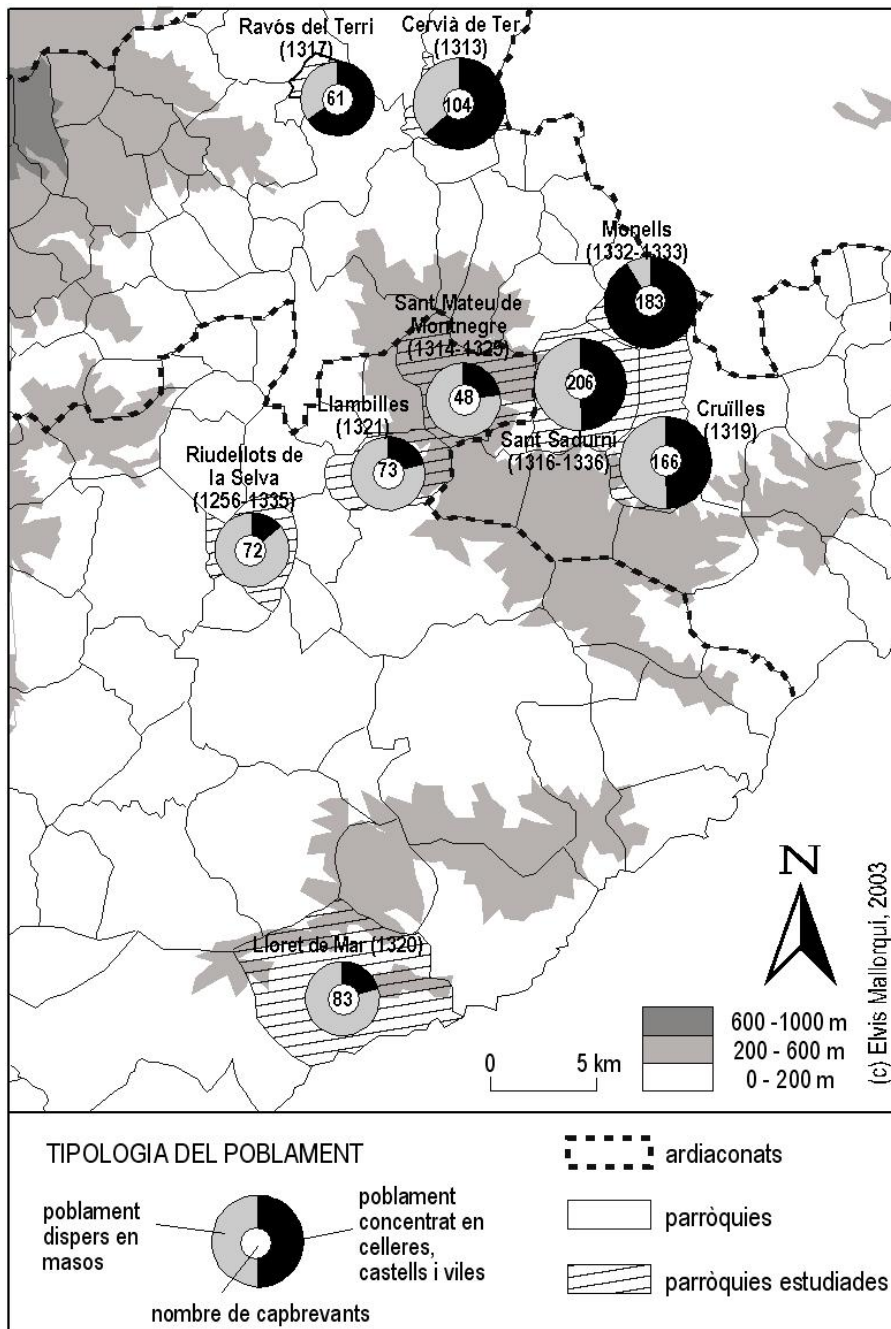 Ravós del Terri
(1317)
61
Cervià de Ter
(1313)
104
Monells
(1332-1333)
183
Sant Mateu de
Montnegre
(1314-1325)
48
206
Sant Sadurní
(1316-1336)
Cruïlles
(1319)
166
Llambilles
(1321)
73
Riudellots de
la Selva
(1256-1335)
72
Lloret de Mar (1320)
83
N
0 5 km
600 -1000 m
200 - 600 m
0 - 200 m
(c) Elvis Mallorquí, 2003
TIPOLOGIA DEL POBLAMENT
poblament
dispers en
masos
poblament
concentrat en
celleres,
castells i viles
nombre de capbrevants
ardiaconats
parròquies
parròquies estudiades